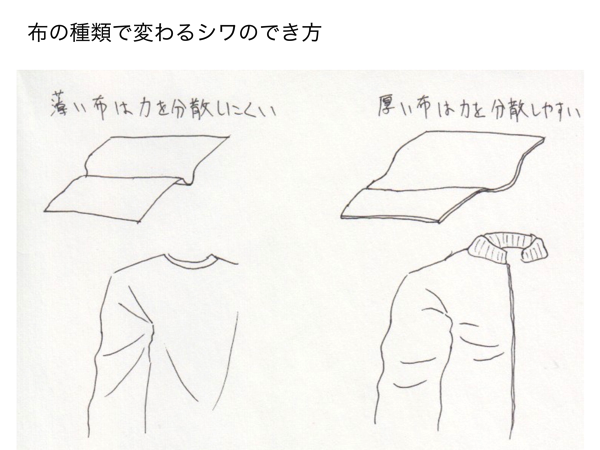 布の種類で変わるシワのでき方
薄い布は力を分散しにくい
厚い布は力を分散しやすい